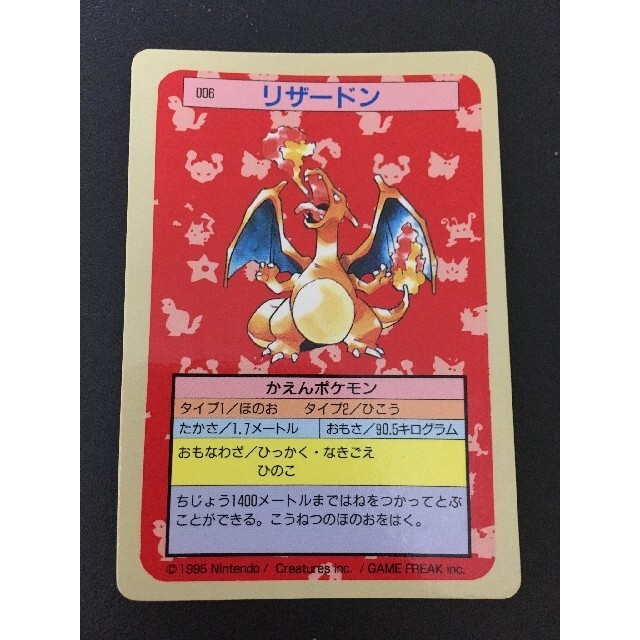 006 リザードン
かえんポケモン
タイプ1／ほのお タイプ2／ひこう
たかさ／1.7メートル おもさ／90.5キログラム
おもなわざ／ひっかく・なきごえ
ひのこ
ちじょう1400メートルまではねをつかってとぶ
ことができる。こうねつのほのおをはく。
©1995 Nintendo / Creatures inc. / GAME FREAK inc.